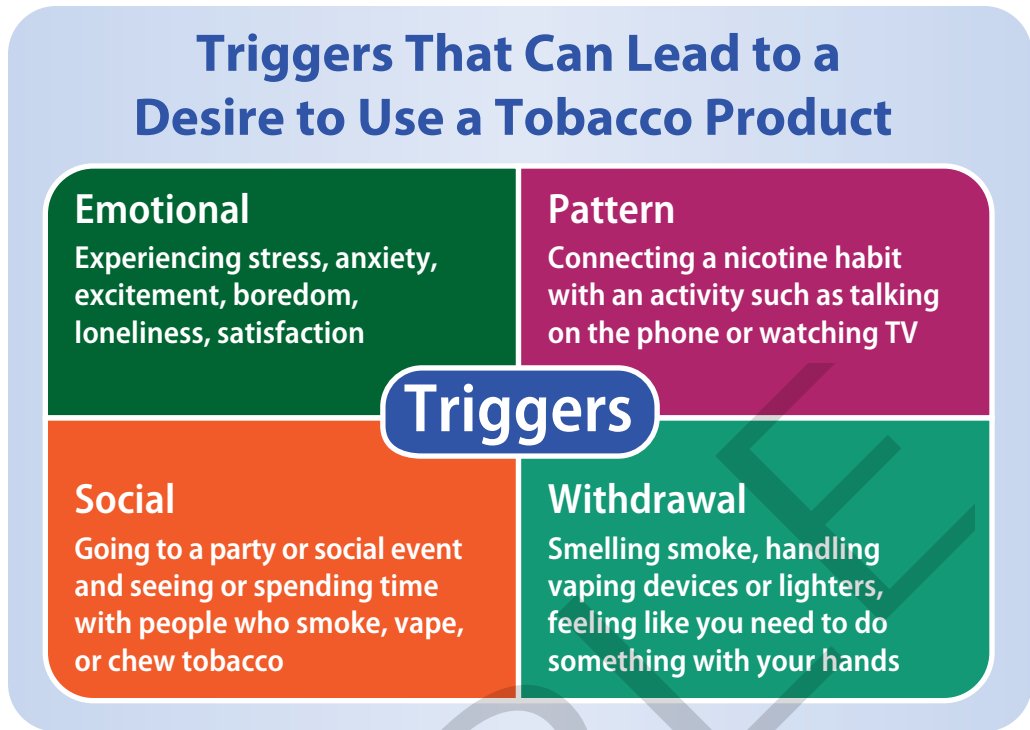 Triggers That Can Lead to a
Desire to Use a Tobacco Product
Emotional
Experiencing stress, anxiety,
excitement, boredom,
loneliness, satisfaction
Pattern
Connecting a nicotine habit
with an activity such as talking
on the phone or watching TV
Triggers
Social
Going to a party or social event
and seeing or spending time
with people who smoke, vape,
or chew tobacco
Withdrawal
Smelling smoke, handling
vaping devices or lighters,
feeling like you need to do
something with your hands